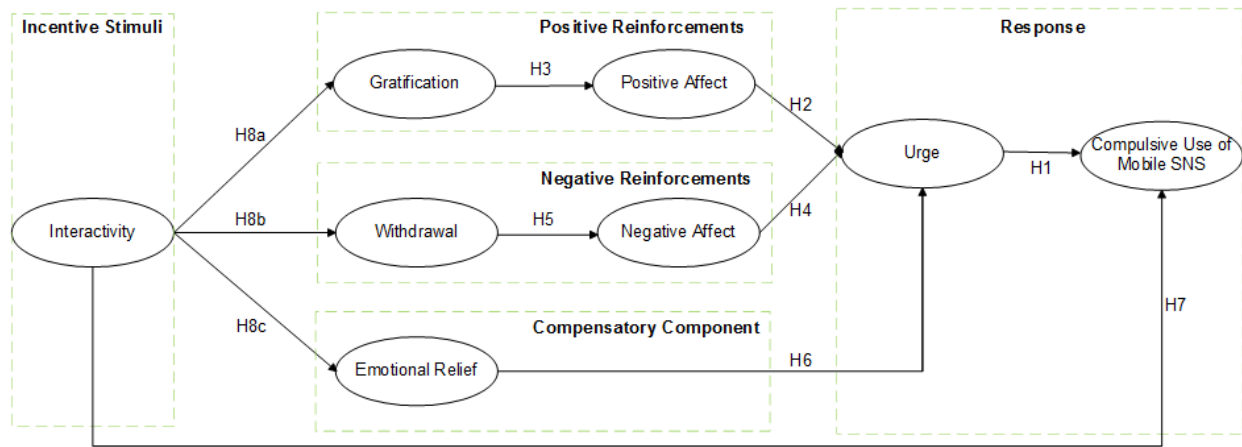 Incentive Stimuli
Positive Reinforcements
Response
Gratification
H3
Positive Affect
H2
H8a
Urge
H1
Compulsive Use of
Mobile SNS
Negative Reinforcements
H8b
H5
H4
Interactivity
Withdrawal
Negative Affect
H7
H8c
Compensatory Component
Emotional Relief
H6